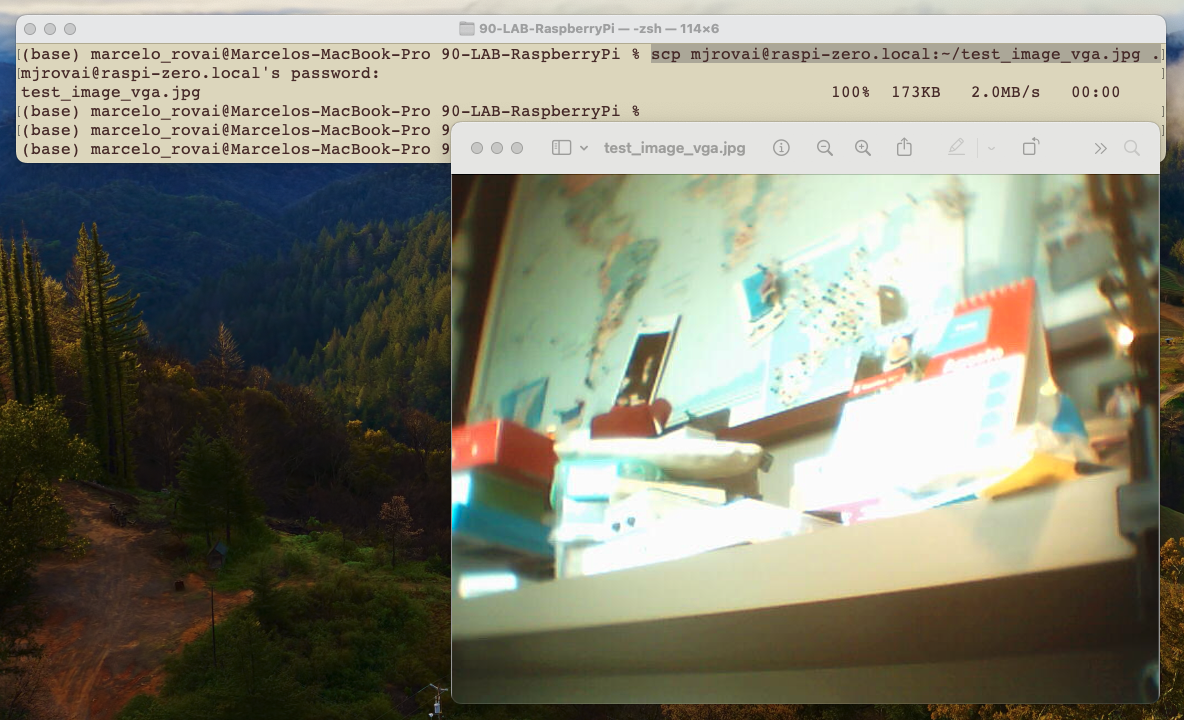 90-LAB-RaspberryPi — -zsh — 114×6
[(base) marcelo_rovai@Marcelos-MacBook-Pro 90-LAB-RaspberryPi % scp mjrovai@raspi-zero.local:~/test_image_vga.jpg .]
[mjrovai@raspi-zero.local's password: ]
test_image_vga.jpg 100% 173KB 2.0MB/s 00:00
[(base) marcelo_rovai@Marcelos-MacBook-Pro 90-LAB-RaspberryPi % ]
[(base) marcelo_rovai@Marcelos-MacBook-Pro 9
(base) marcelo_rovai@Marcelos-MacBook-Pro 9
test_image_vga.jpg